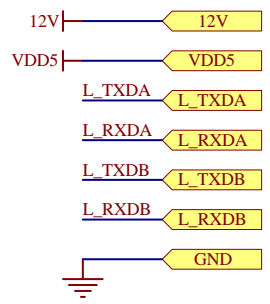 12V 12V
VDD5 VDD5
L_TXDA L_TXDA
L_RXDA L_RXDA
L_TXDB L_TXDB
L_RXDB L_RXDB
GND